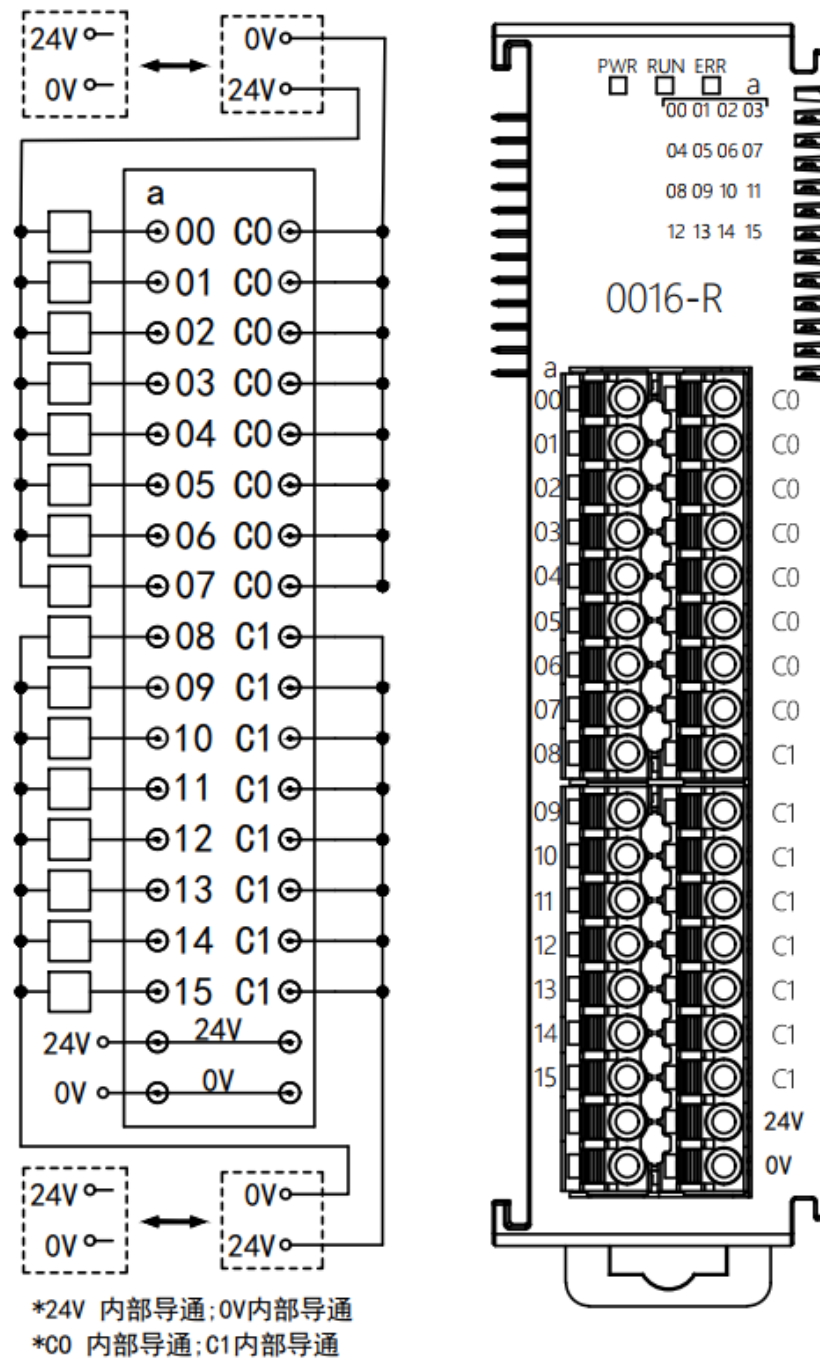 24V
0V
0V
24V
a
00 C0
01 C0
02 C0
03 C0
04 C0
05 C0
06 C0
07 C0
08 C1
09 C1
10 C1
11 C1
12 C1
13 C1
14 C1
15 C1
24V 24V
0V 0V
24V
0V
0V
24V
*24V 内部导通;0V内部导通
*C0 内部导通;C1内部导通
PWR RUN ERR
a
00 01 02 03
04 05 06 07
08 09 10 11
12 13 14 15
0016-R
a
00 C0
01 C0
02 C0
03 C0
04 C0
05 C0
06 C0
07 C0
08 C1
09 C1
10 C1
11 C1
12 C1
13 C1
14 C1
15 C1
24V
0V